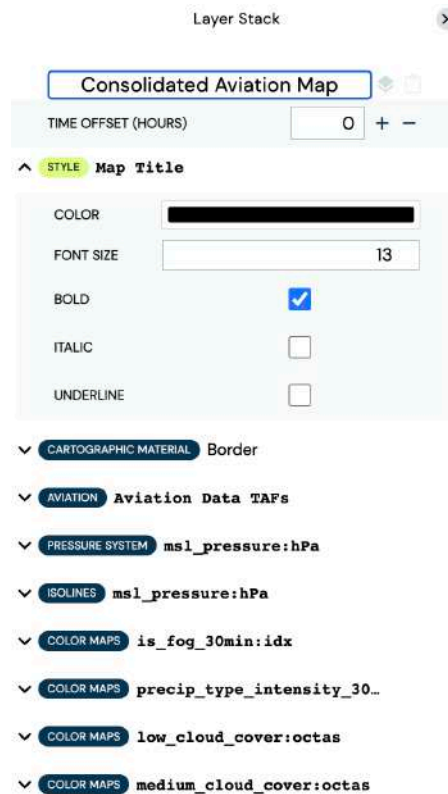 Layer Stack
Consolidated Aviation Map
TIME OFFSET (HOURS) 0 + −
STYLE Map Title
COLOR
FONT SIZE 13
BOLD
ITALIC
UNDERLINE
CARTOGRAPHIC MATERIAL Border
AVIATION Aviation Data TAFs
PRESSURE SYSTEM msl_pressure:hPa
ISOLINES msl_pressure:hPa
COLOR MAPS is_fog_30min:idx
COLOR MAPS precip_type_intensity_30…
COLOR MAPS low_cloud_cover:octas
COLOR MAPS medium_cloud_cover:octas